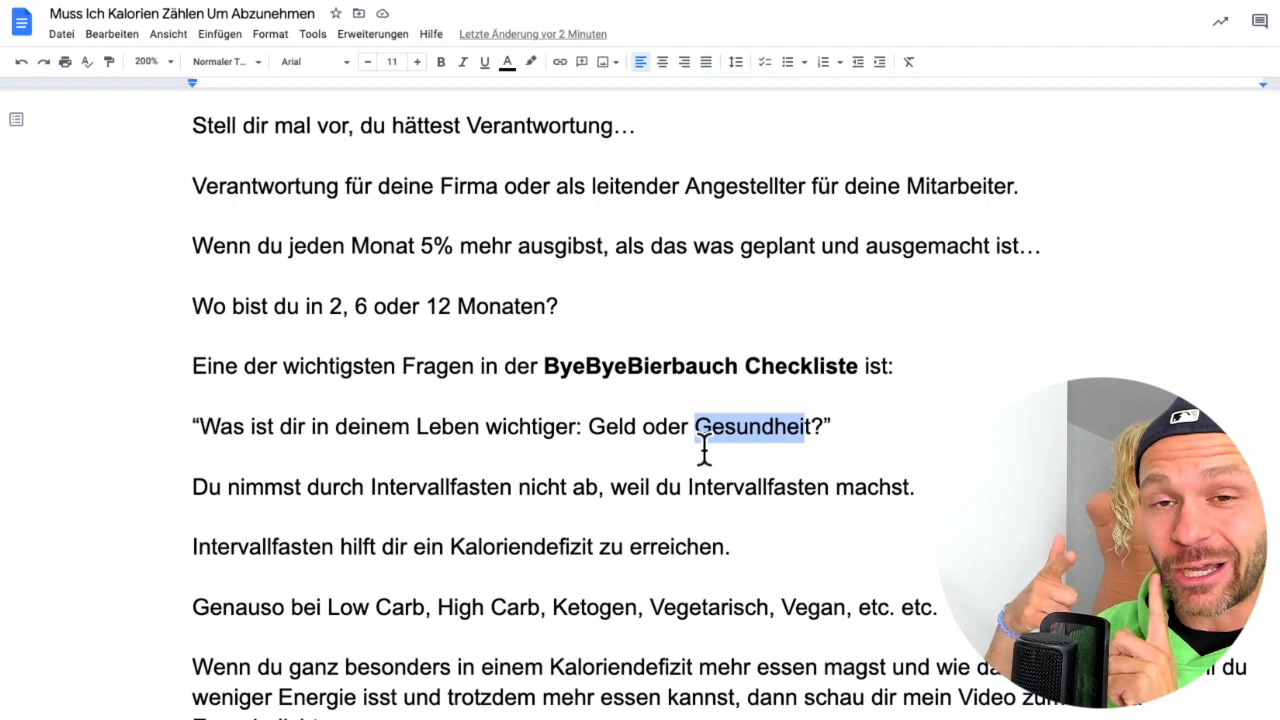 Muss Ich Kalorien Zählen Um Abzunehmen
Datei Bearbeiten Ansicht Einfügen Format Tools Erweiterungen Hilfe Letzte Änderung vor 2 Minuten
200% Normaler T... Arial 11 B I U A
Stell dir mal vor, du hättest Verantwortung…
Verantwortung für deine Firma oder als leitender Angestellter für deine Mitarbeiter.
Wenn du jeden Monat 5% mehr ausgibst, als das was geplant und ausgemacht ist…
Wo bist du in 2, 6 oder 12 Monaten?
Eine der wichtigsten Fragen in der ByeByeBierbauch Checkliste ist:
“Was ist dir in deinem Leben wichtiger: Geld oder Gesundheit?”
Du nimmst durch Intervallfasten nicht ab, weil du Intervallfasten machst.
Intervallfasten hilft dir ein Kaloriendefizit zu erreichen.
Genauso bei Low Carb, High Carb, Ketogen, Vegetarisch, Vegan, etc. etc.
Wenn du ganz besonders in einem Kaloriendefizit mehr essen magst und wie du
weniger Energie isst und trotzdem mehr essen kannst, dann schau dir mein Video